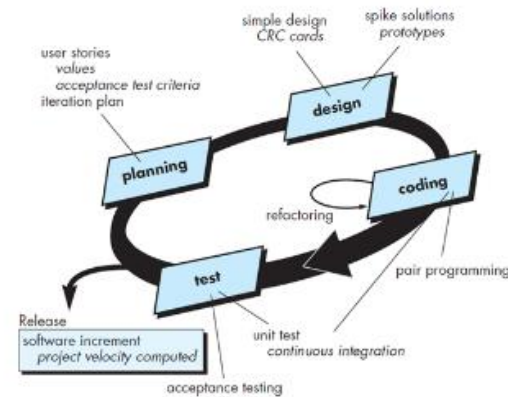 simple design
CRC cards
spike solutions
prototypes
user stories
values
acceptance test criteria
iteration plan
design
planning
coding
refactoring
test
pair programming
Release
software increment
project velocity computed
unit test
continuous integration
acceptance testing